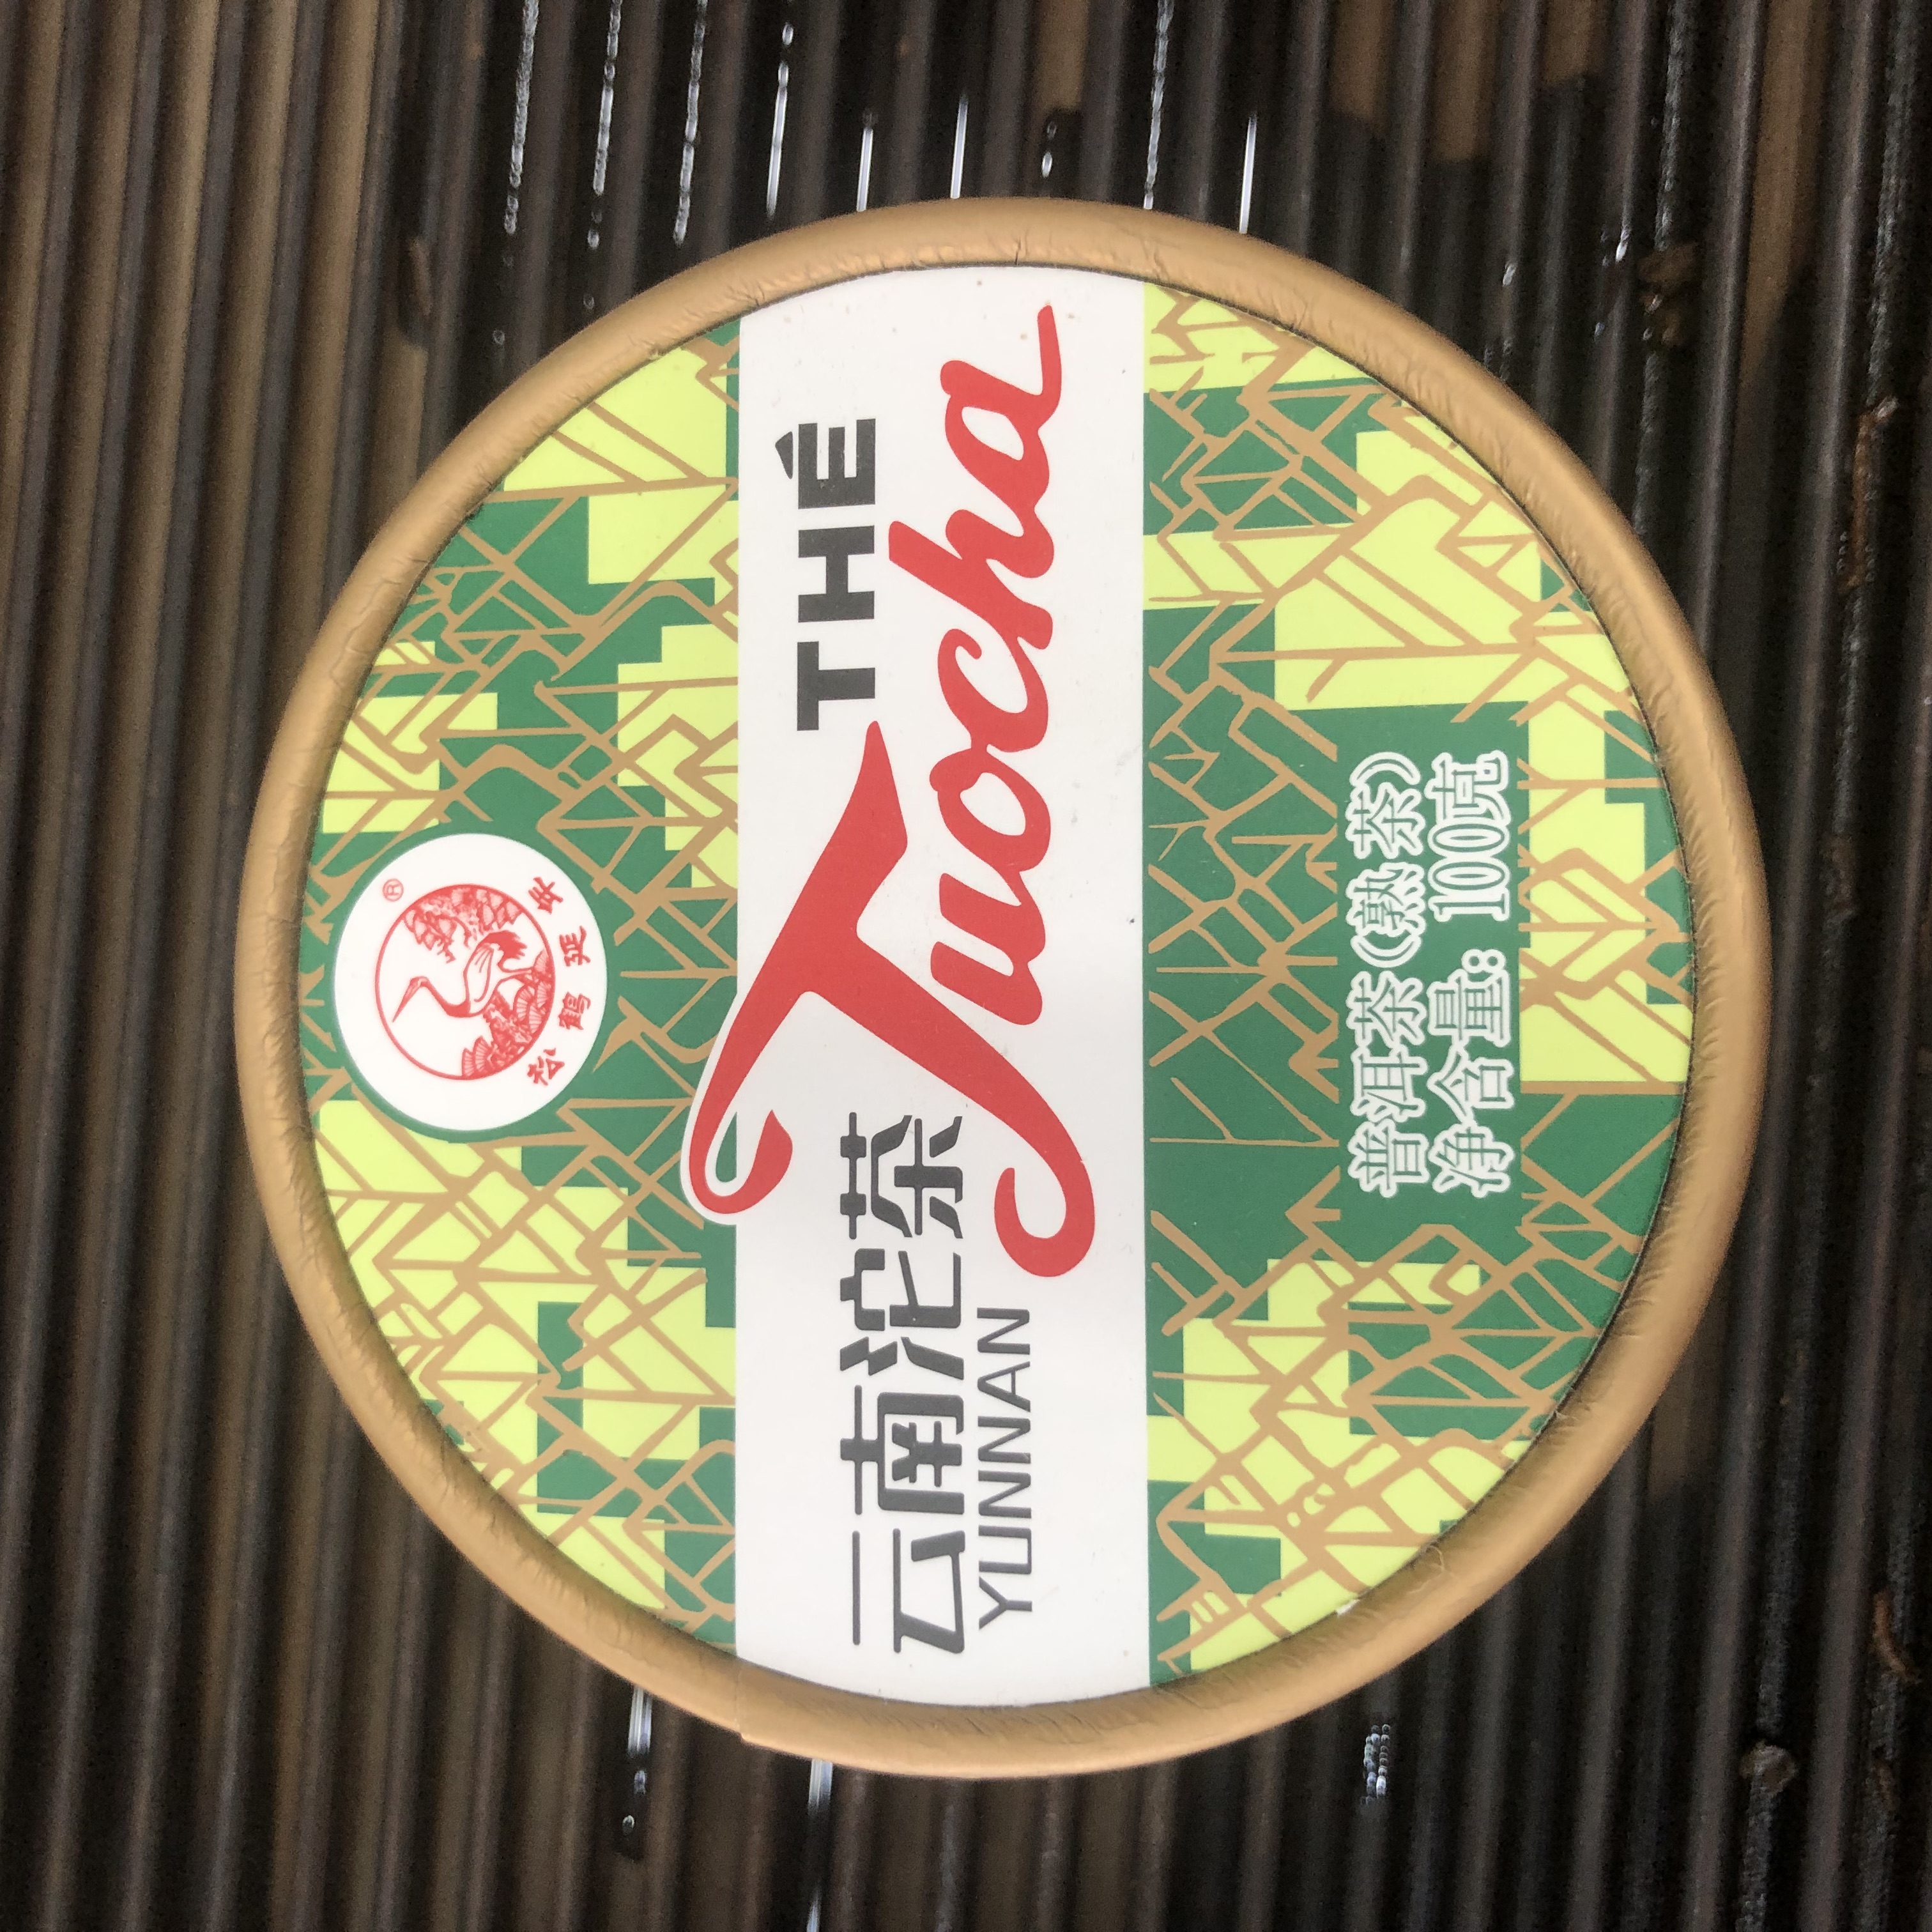 ®
松鹤延年
THÉ
Tuocha
云南沱茶
YUNNAN
普洱茶(熟茶)
净含量: 100克